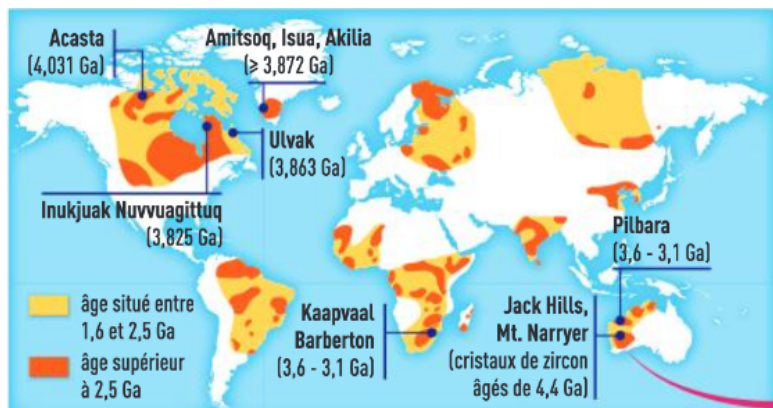 Acasta
(4,031 Ga)
Amitsoq, Isua, Akilia
(≥ 3,872 Ga)
Ulvak
(3,863 Ga)
Inukjuak Nuvvuagittuq
(3,825 Ga)
Pilbara
(3,6 - 3,1 Ga)
Kaapvaal
Barberton
(3,6 - 3,1 Ga)
Jack Hills,
Mt. Narryer
(cristaux de zircon
âgés de 4,4 Ga)
âge situé entre
1,6 et 2,5 Ga
âge supérieur
à 2,5 Ga